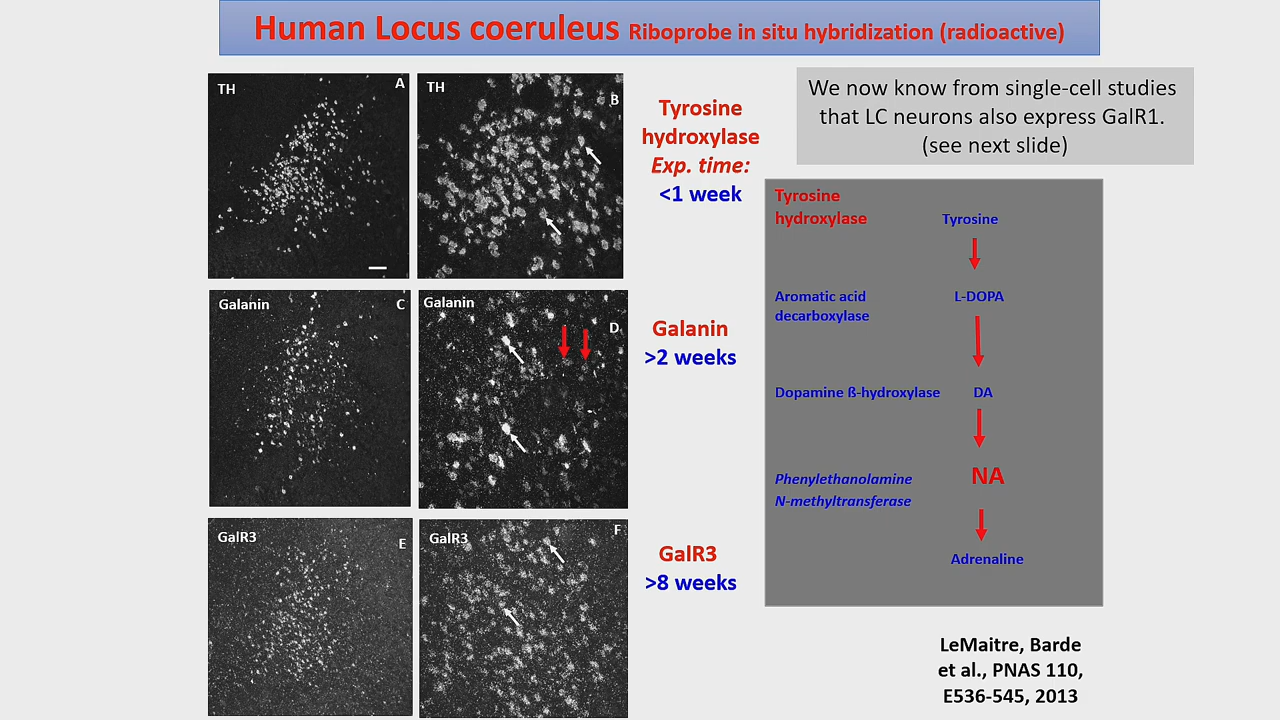 Human Locus coeruleus Riboprobe in situ hybridization (radioactive)
TH
A
TH
B
Tyrosine
hydroxylase
Exp. time:
<1 week
Galanin
C
Galanin
D
Galanin
>2 weeks
GalR3
E
GalR3
F
GalR3
>8 weeks
We now know from single-cell studies
that LC neurons also express GalR1.
(see next slide)
Tyrosine
hydroxylase
Tyrosine
Aromatic acid
decarboxylase
L-DOPA
Dopamine ß-hydroxylase
DA
Phenylethanolamine
N-methyltransferase
NA
Adrenaline
LeMaitre, Barde
et al., PNAS 110,
E536-545, 2013